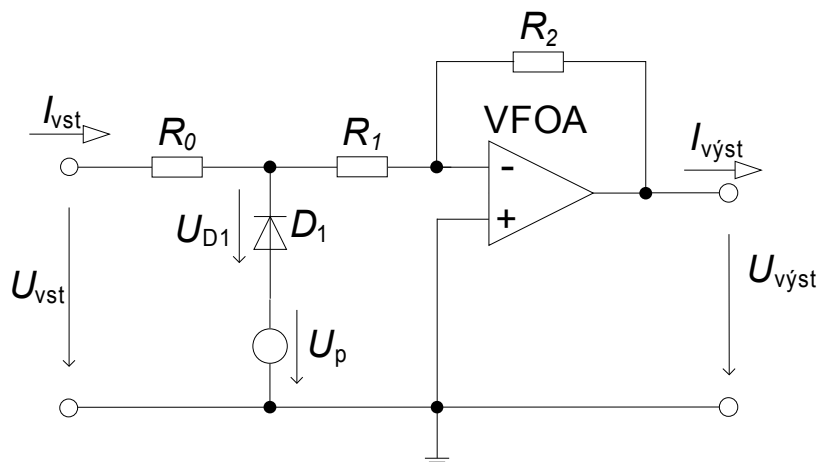 R2
VFOA
Ivst
R0
R1
Ivýst
-
+
UD1
D1
Uvst
Uvýst
Up